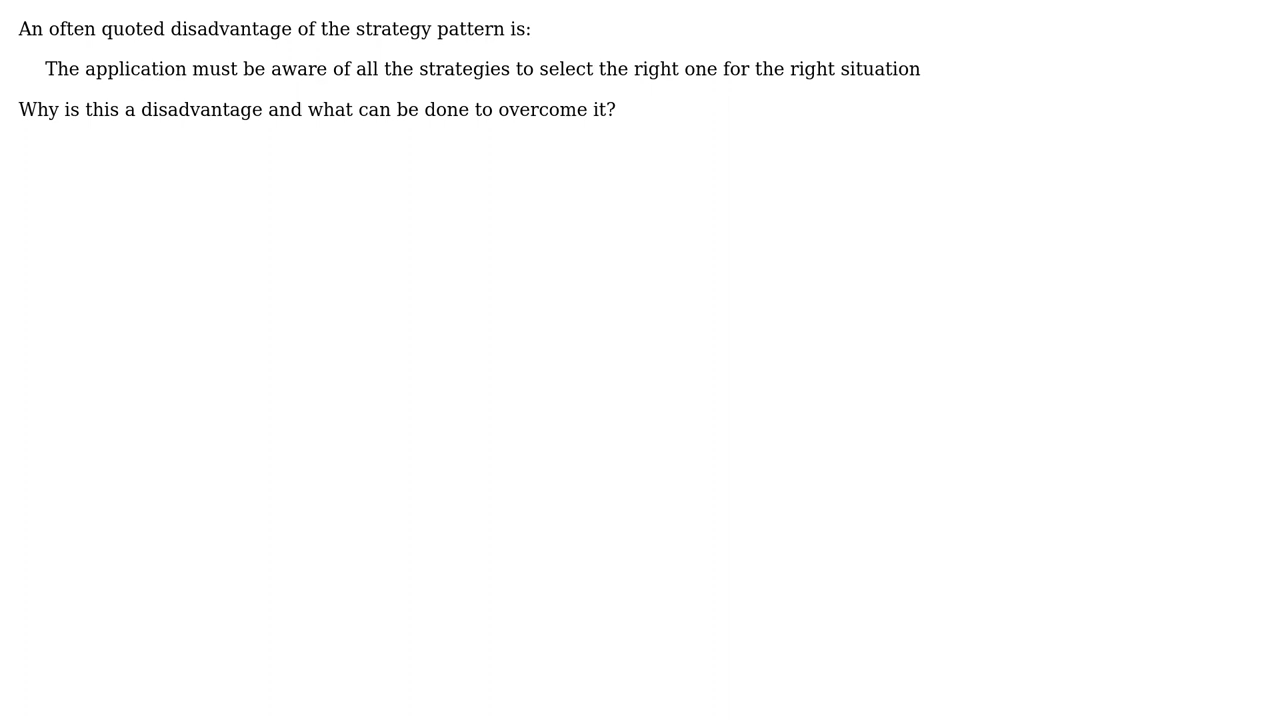 An often quoted disadvantage of the strategy pattern is:
The application must be aware of all the strategies to select the right one for the right situation
Why is this a disadvantage and what can be done to overcome it?